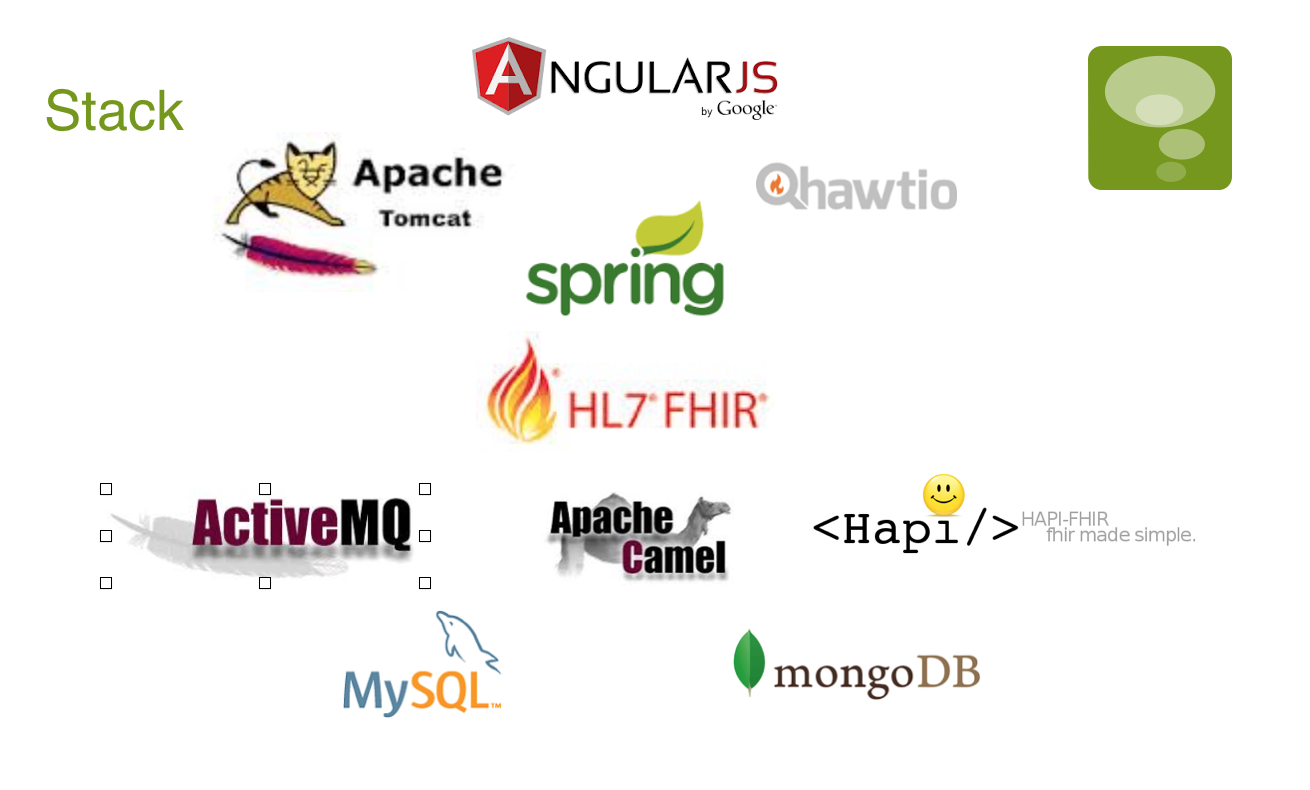 Stack
ANGULARJS
by Google
Apache
Tomcat
hawtio
spring
HL7® FHIR®
ActiveMQ
Apache
Camel
<Hapi/>
HAPI-FHIR
fhir made simple.
MySQL™
mongoDB